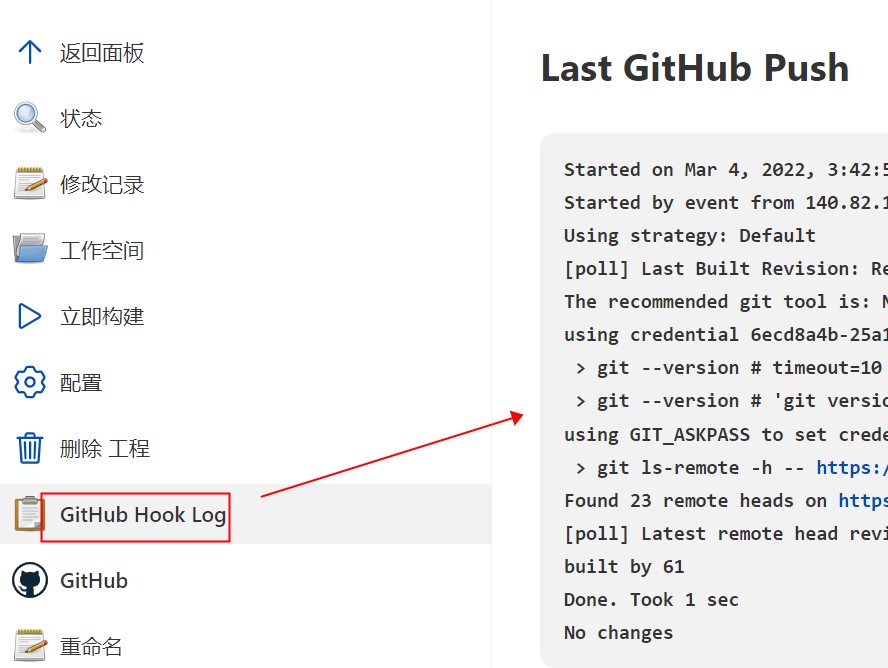 返回面板
状态
修改记录
工作空间
立即构建
配置
删除 工程
GitHub Hook Log
GitHub
重命名
Last GitHub Push
Started on Mar 4, 2022, 3:42:5
Started by event from 140.82.1
Using strategy: Default
[poll] Last Built Revision: Re
The recommended git tool is: N
using credential 6ecd8a4b-25a1
> git --version # timeout=10
> git --version # 'git versio
using GIT_ASKPASS to set crede
> git ls-remote -h -- https:/
Found 23 remote heads on https
[poll] Latest remote head revi
built by 61
Done. Took 1 sec
No changes